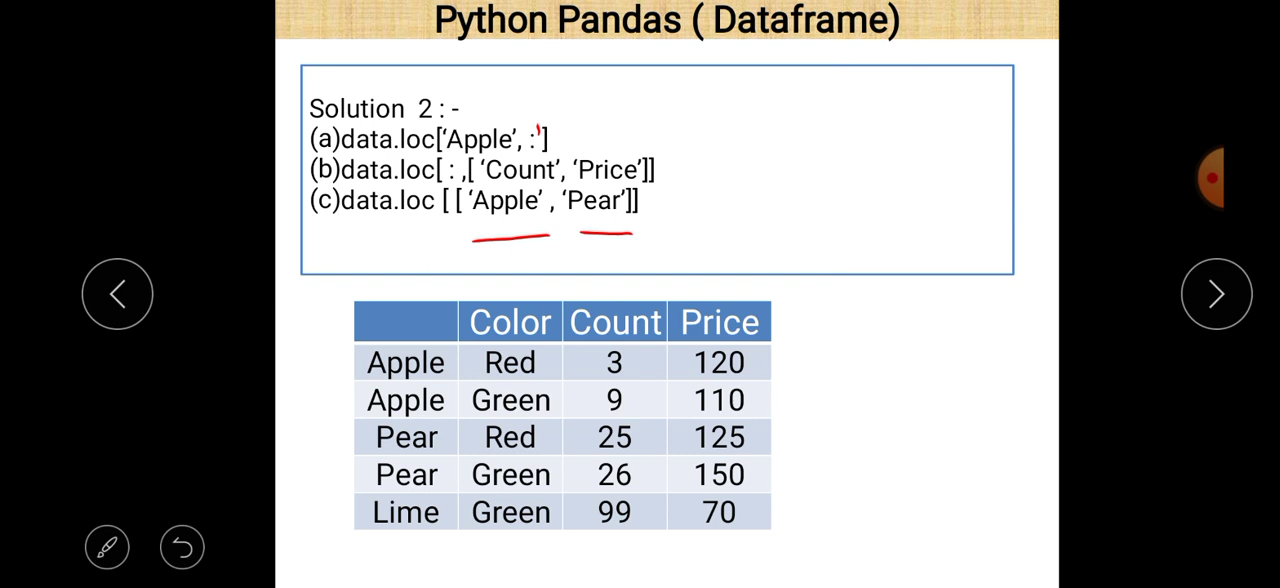 Python Pandas ( Dataframe)
Solution 2 : -
(a)data.loc[‘Apple’, :']
(b)data.loc[ : ,[ ‘Count’, ‘Price’]]
(c)data.loc [ [ ‘Apple’ , ‘Pear’]]
Color Count Price
Apple Red 3 120
Apple Green 9 110
Pear Red 25 125
Pear Green 26 150
Lime Green 99 70